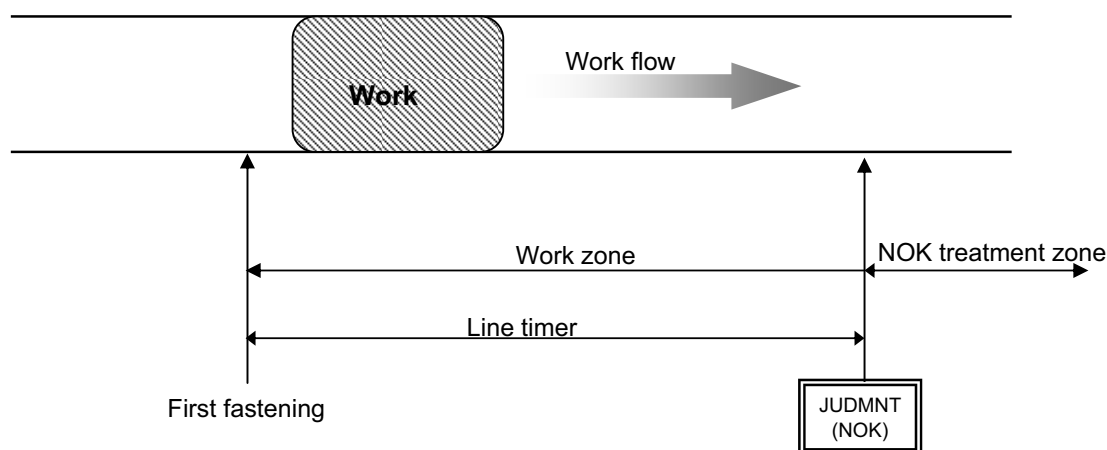 Work flow
Work
Work zone
NOK treatment zone
Line timer
First fastening
JUDMNT
(NOK)